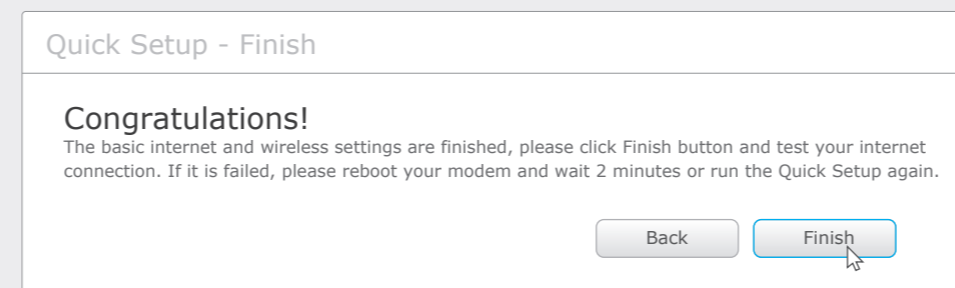 Quick Setup - Finish
Congratulations!
The basic internet and wireless settings are finished, please click Finish button and test your internet
connection. If it is failed, please reboot your modem and wait 2 minutes or run the Quick Setup again.
Back Finish